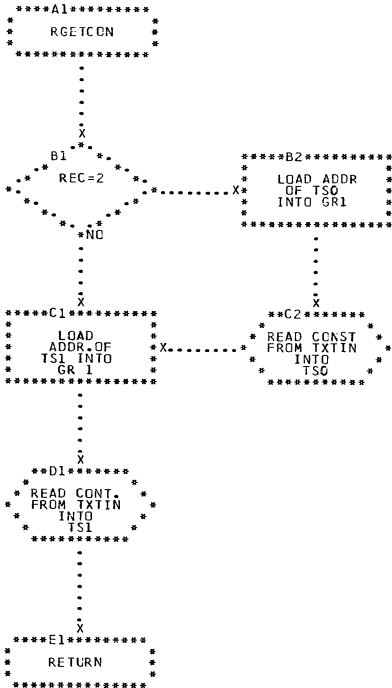 A1
RGETCON
B1
REC=2
NO
B2
LOAD ADDR
OF TS0
INTO GR1
C1
LOAD
ADDR.OF
TS1 INTO
GR 1
C2
READ CONST
FROM TXTIN
INTO
TS0
D1
READ CONT.
FROM TXTIN
INTO
TS1
E1
RETURN